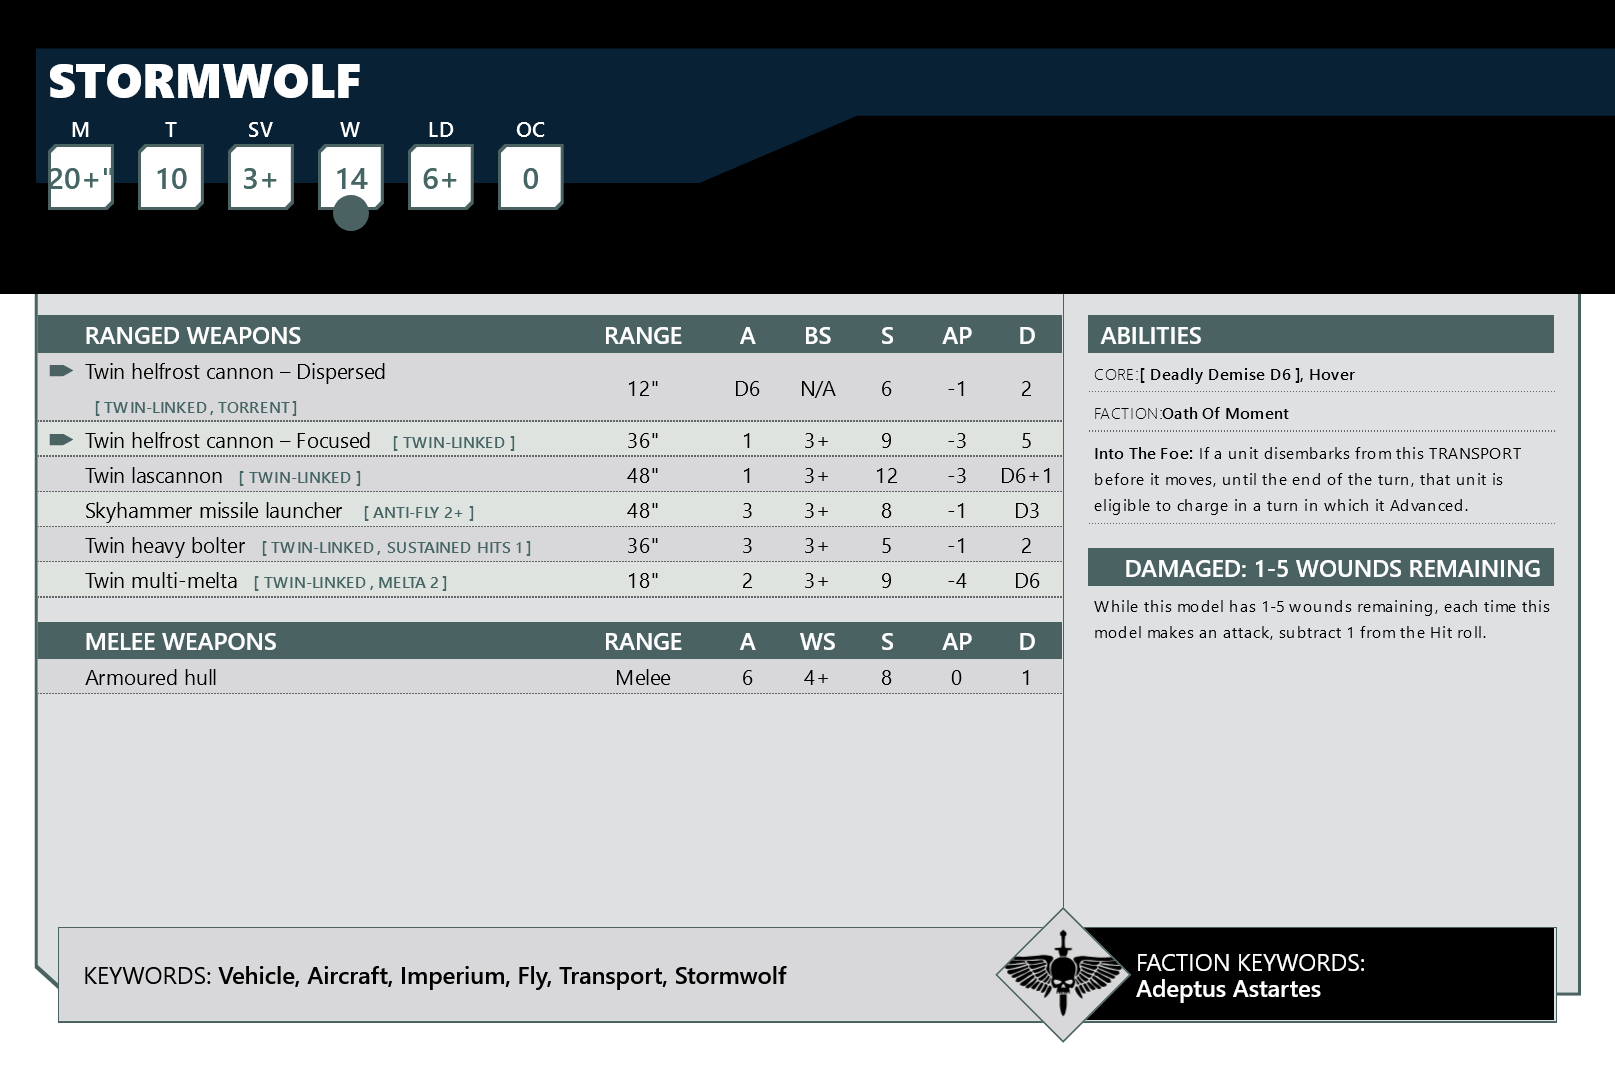 STORMWOLF
M T SV W LD OC
20+" 10 3+ 14 6+ 0
RANGED WEAPONS RANGE A BS S AP D
Twin helfrost cannon – Dispersed
[ TWIN-LINKED, TORRENT] 12" D6 N/A 6 -1 2
Twin helfrost cannon – Focused [ TWIN-LINKED ] 36" 1 3+ 9 -3 5
Twin lascannon [ TWIN-LINKED ] 48" 1 3+ 12 -3 D6+1
Skyhammer missile launcher [ ANTI-FLY 2+ ] 48" 3 3+ 8 -1 D3
Twin heavy bolter [ TWIN-LINKED, SUSTAINED HITS 1 ] 36" 3 3+ 5 -1 2
Twin multi-melta [ TWIN-LINKED, MELTA 2 ] 18" 2 3+ 9 -4 D6
MELEE WEAPONS RANGE A WS S AP D
Armoured hull Melee 6 4+ 8 0 1
ABILITIES
CORE:[ Deadly Demise D6 ], Hover
FACTION:Oath Of Moment
Into The Foe: If a unit disembarks from this TRANSPORT
before it moves, until the end of the turn, that unit is
eligible to charge in a turn in which it Advanced.
DAMAGED: 1-5 WOUNDS REMAINING
While this model has 1-5 wounds remaining, each time this
model makes an attack, subtract 1 from the Hit roll.
KEYWORDS: Vehicle, Aircraft, Imperium, Fly, Transport, Stormwolf
FACTION KEYWORDS:
Adeptus Astartes